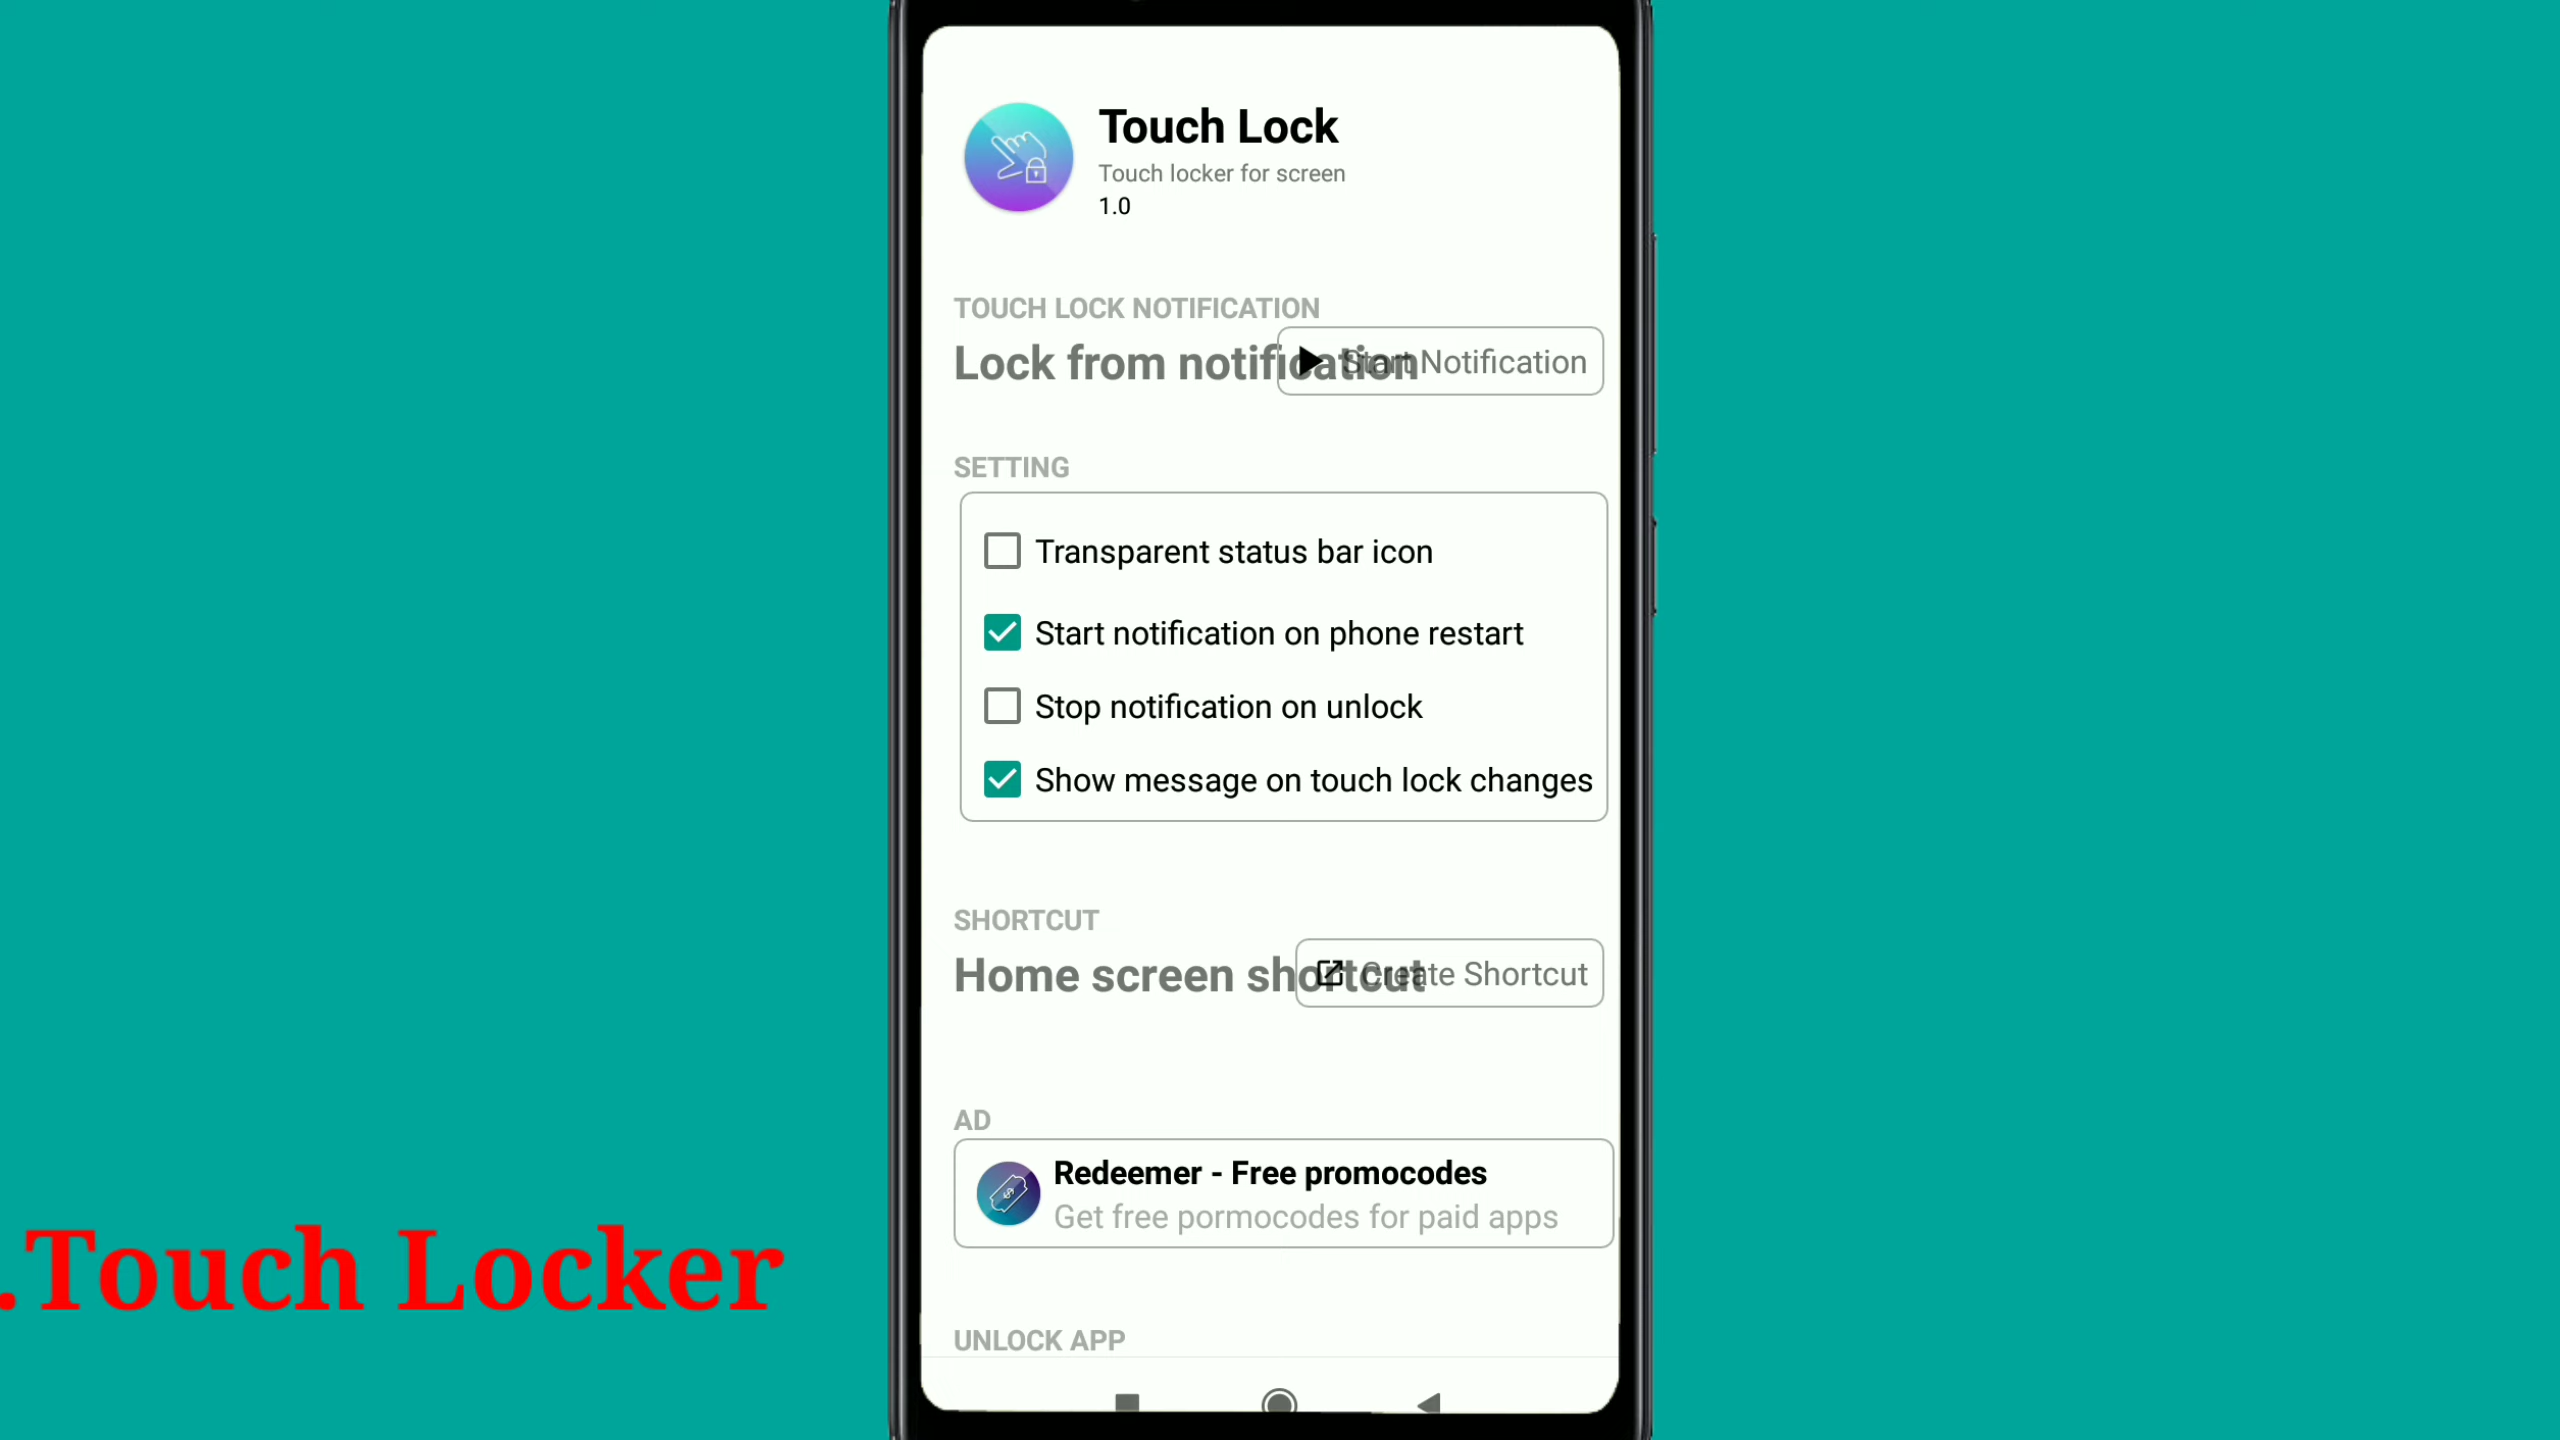 Touch Lock
Touch locker for screen
1.0
TOUCH LOCK NOTIFICATION
Lock from notification
Start Notification
SETTING
Transparent status bar icon
Start notification on phone restart
Stop notification on unlock
Show message on touch lock changes
SHORTCUT
Home screen shortcut
Create Shortcut
AD
Redeemer - Free promocodes
Get free pormocodes for paid apps
.Touch Locker
UNLOCK APP